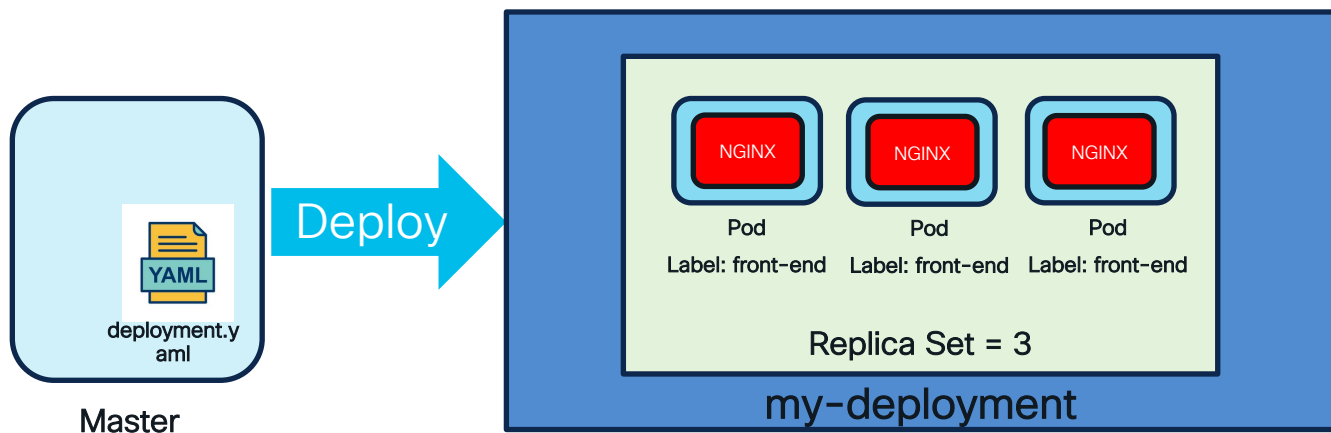 YAML
deployment.y
aml
Master
Deploy
NGINX
NGINX
NGINX
Pod
Pod
Pod
Label: front-end
Label: front-end
Label: front-end
Replica Set = 3
my-deployment